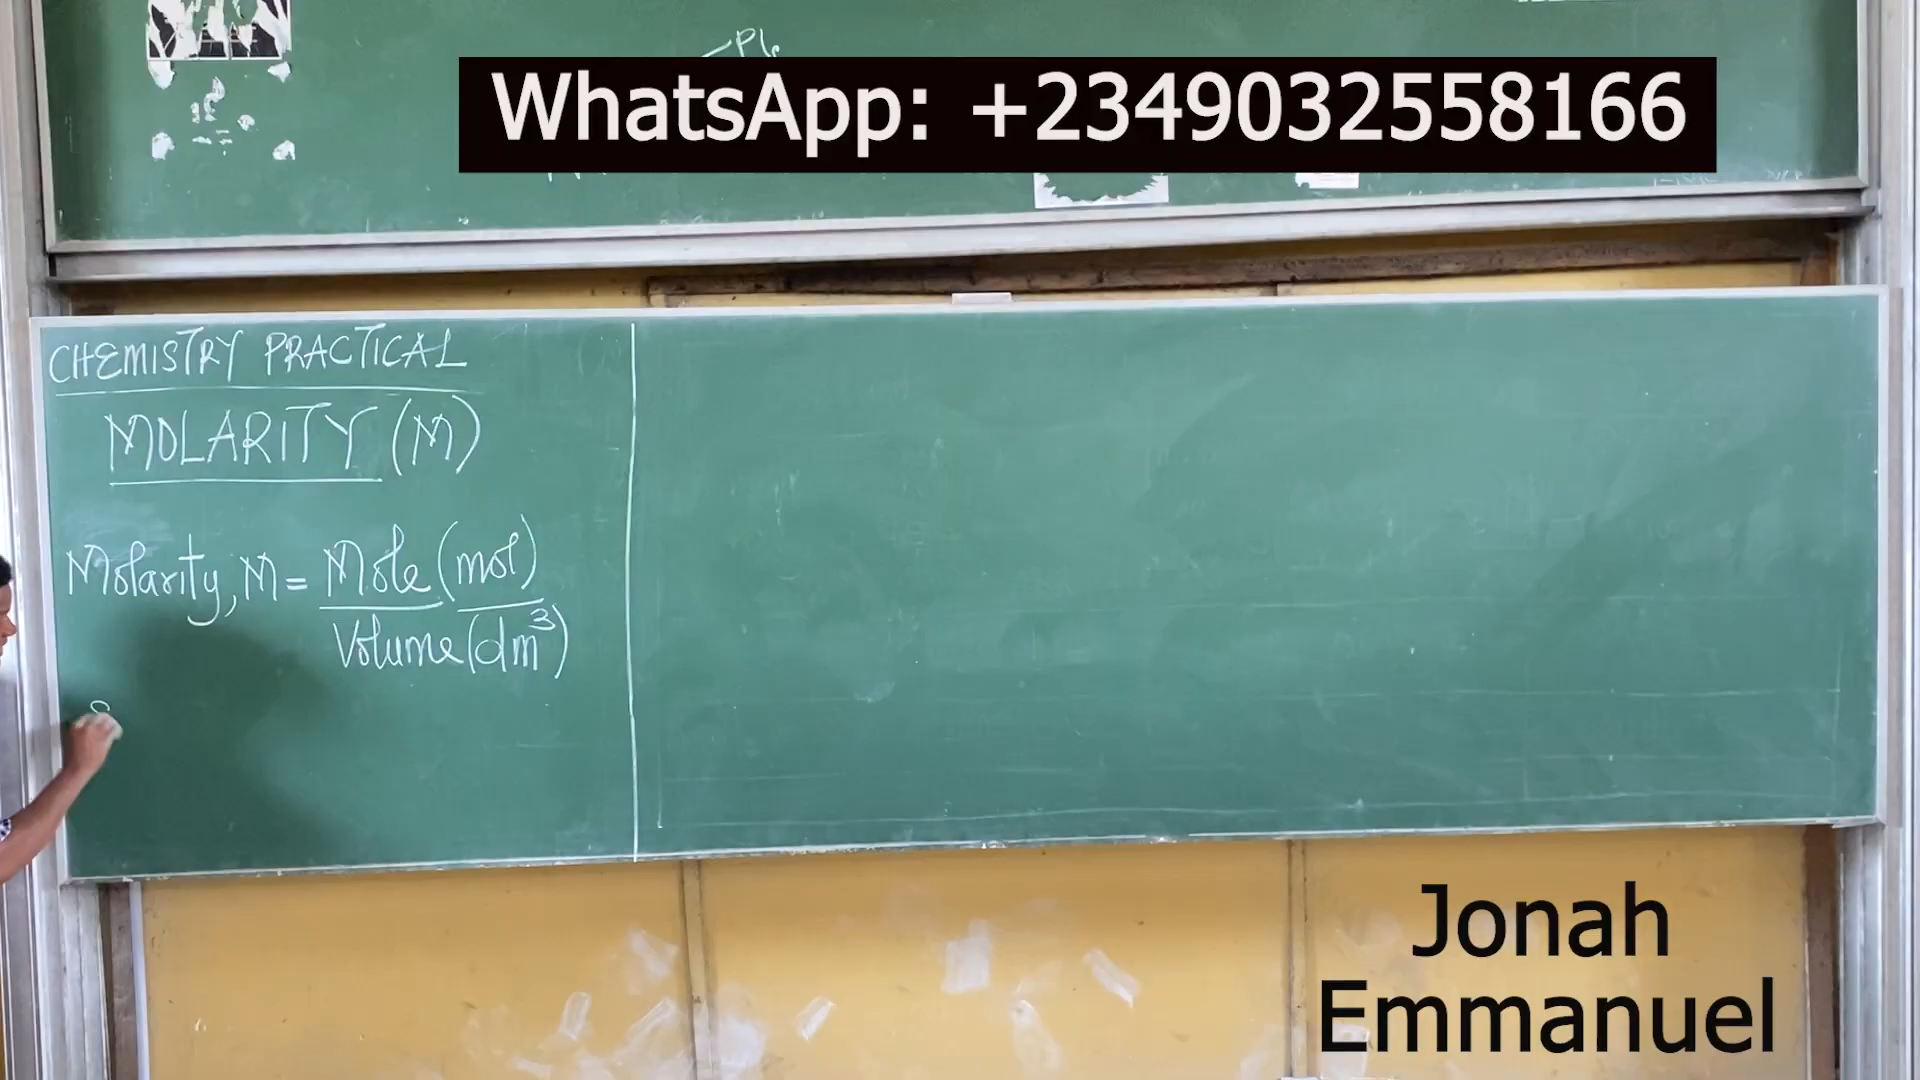 WhatsApp: +2349032558166
CHEMISTRY PRACTICAL
MOLARITY (M)
Molarity, M = Mole (mol)
Volume (dm³)
Jonah
Emmanuel